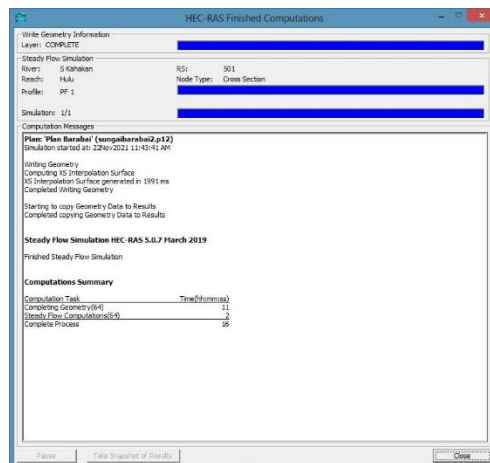 HEC-RAS Finished Computations
Write Geometry Information
Layer: COMPLETE
Steady Flow Simulation
River: S Kahakan RS: 501
Reach: Hulu Node Type: Cross Section
Profile: PF 1
Simulation: 1/1
Computation Messages
Plan: 'Plan Barabai' (sungaibarabai2.p12)
Simulation started at: 22Nov2021 11:43:41 AM
Writing Geometry
Computing XS Interpolation Surface
XS Interpolation Surface generated in 1991 ms
Completed Writing Geometry
Starting to copy Geometry Data to Results
Completed copying Geometry Data to Results
Steady Flow Simulation HEC-RAS 5.0.7 March 2019
Finished Steady Flow Simulation
Computations Summary
Computation Task Time(hh:mm:ss)
Completing Geometry(64) 11
Steady Flow Computations(64) 2
Complete Process 16
Pause Take Snapshot of Results Close